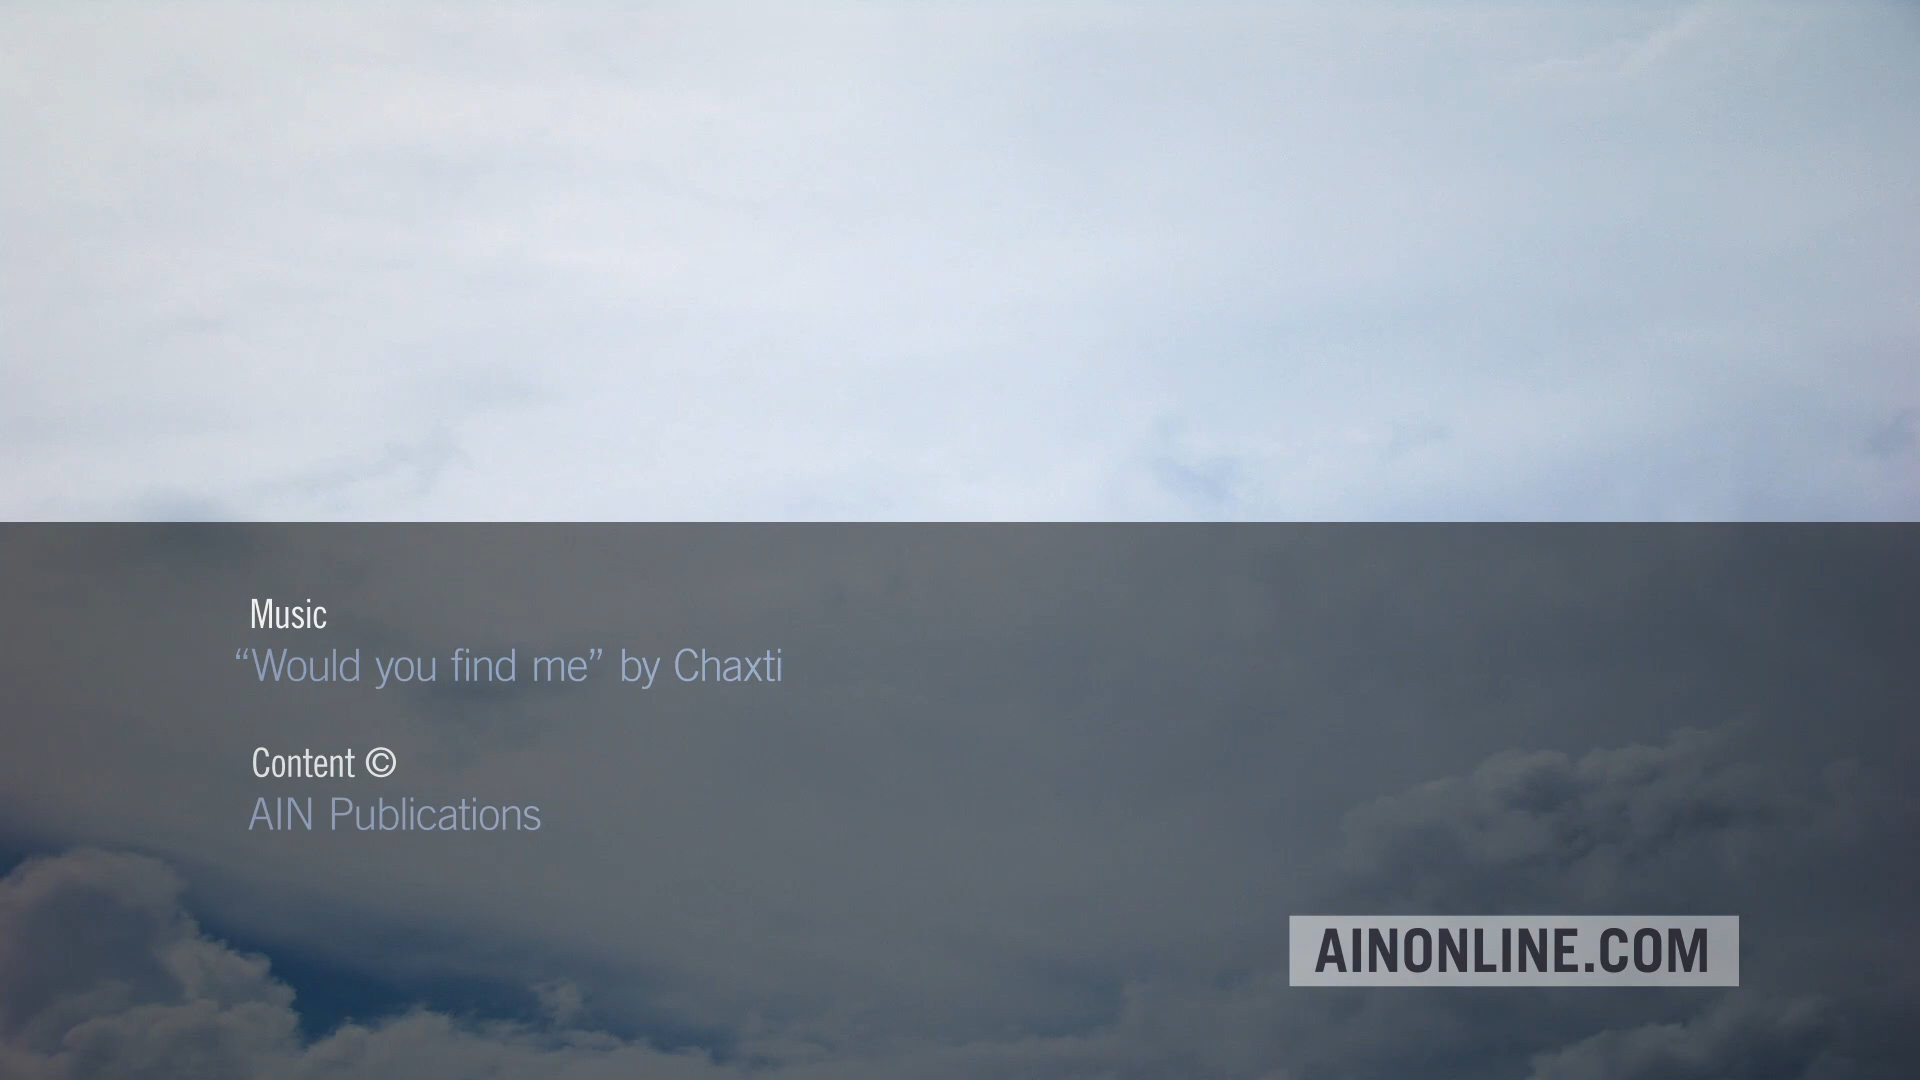 Music
“Would you find me” by Chaxti
Content ©
AIN Publications
AINONLINE.COM